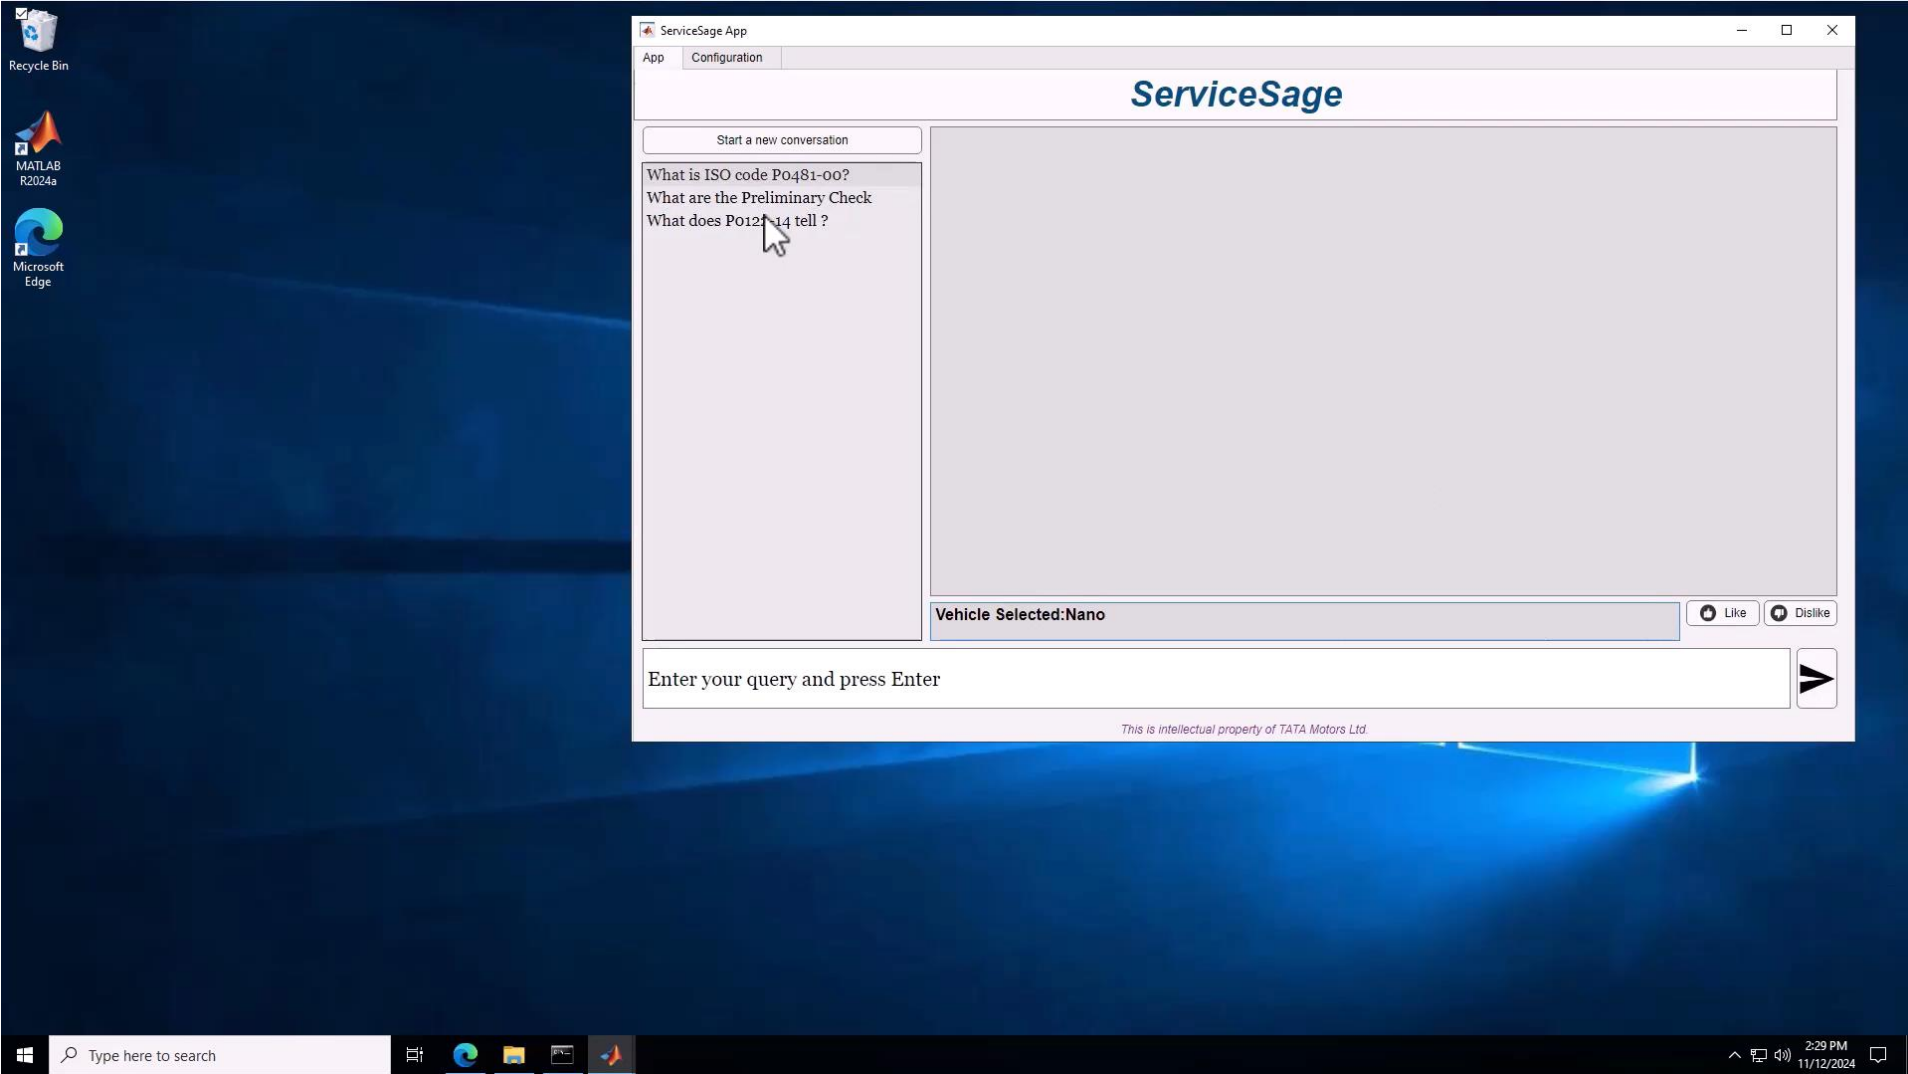 Recycle Bin
MATLAB
R2024a
Microsoft
Edge
ServiceSage App
App
Configuration
ServiceSage
Start a new conversation
What is ISO code P0481-00?
What are the Preliminary Check
What does tell ?
Vehicle Selected:Nano
Like
Dislike
Enter your query and press Enter
This is intellectual property of TATA Motors Ltd.
Type here to search
2:29 PM
11/12/2024